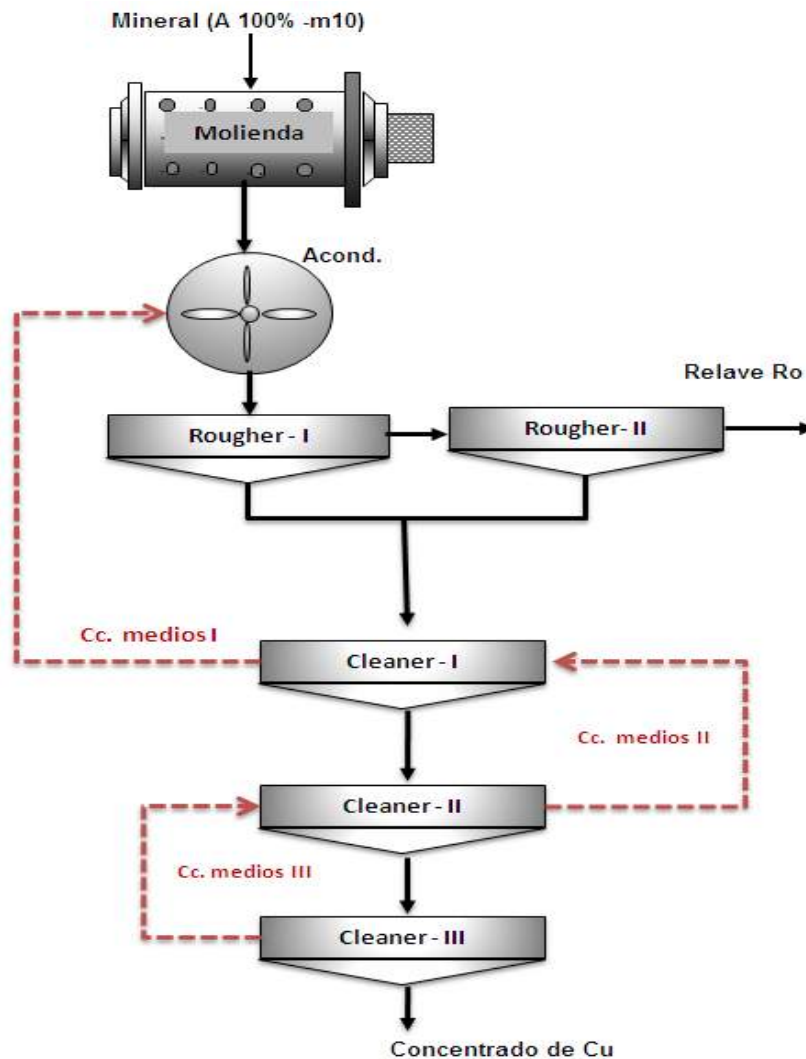 Mineral (A 100% -m10)
Molienda
Acond.
Relave Ro
Rougher - I
Rougher- II
Cc. medios I
Cleaner - I
Cc. medios II
Cleaner - II
Cc. medios III
Cleaner - III
Concentrado de Cu